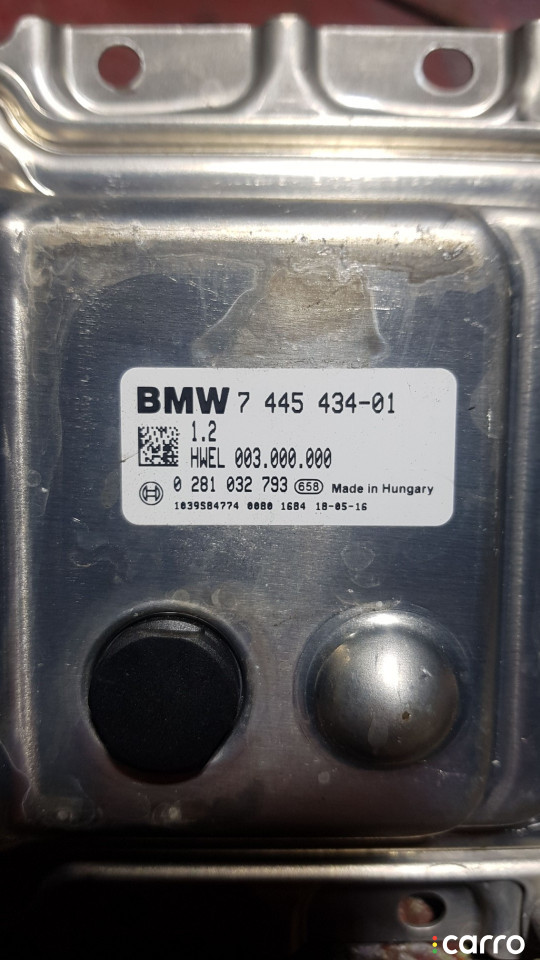 BMW 7 445 434-01
1.2
HWEL 003.000.000
0 281 032 793 658 Made in Hungary
1039S84774 0080 1684 18-05-16
carro